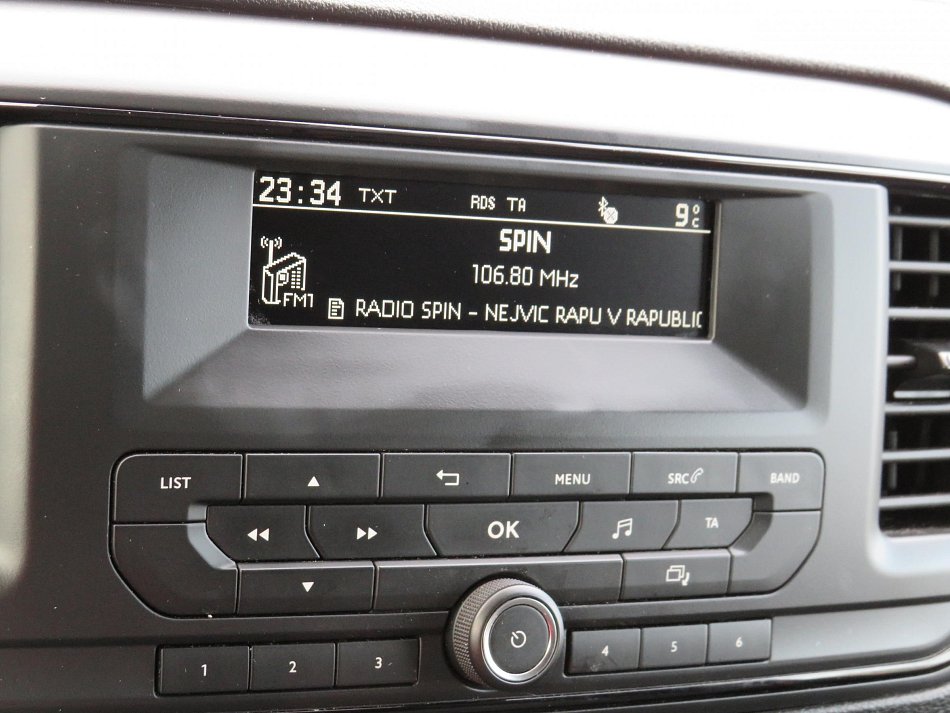 23:34 TXT RDS TA 9°C
SPIN
106.80 MHz
FM1
RADIO SPIN - NEJVIC RAPU V RAPUBLIC
LIST MENU SRC BAND
OK TA
1 2 3 4 5 6